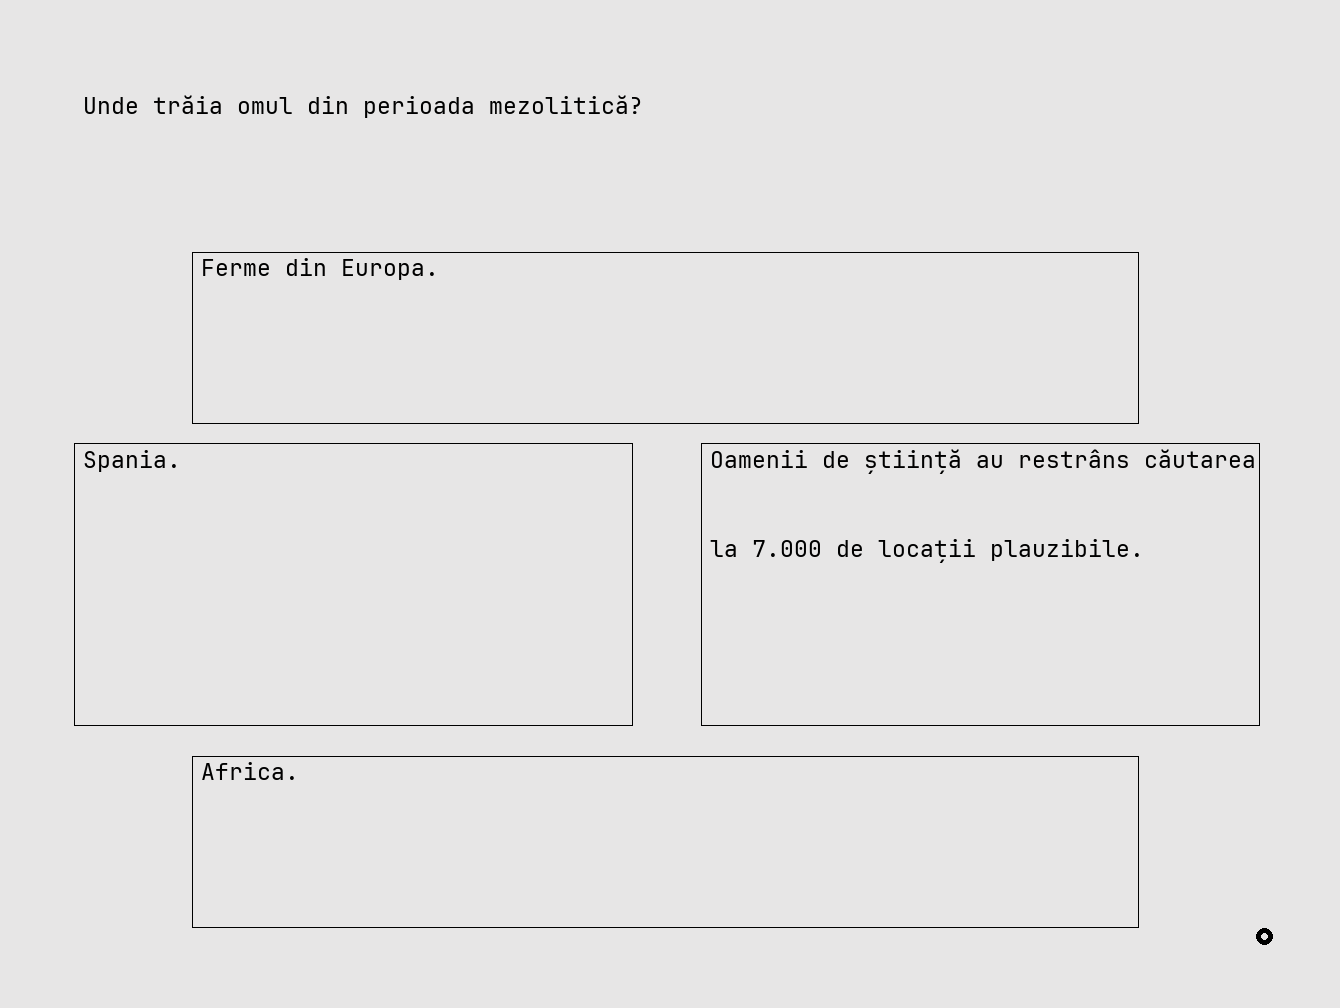 Unde trăia omul din perioada mezolitică?
Ferme din Europa.
Spania.
Oamenii de știință au restrâns căutarea
la 7.000 de locații plauzibile.
Africa.